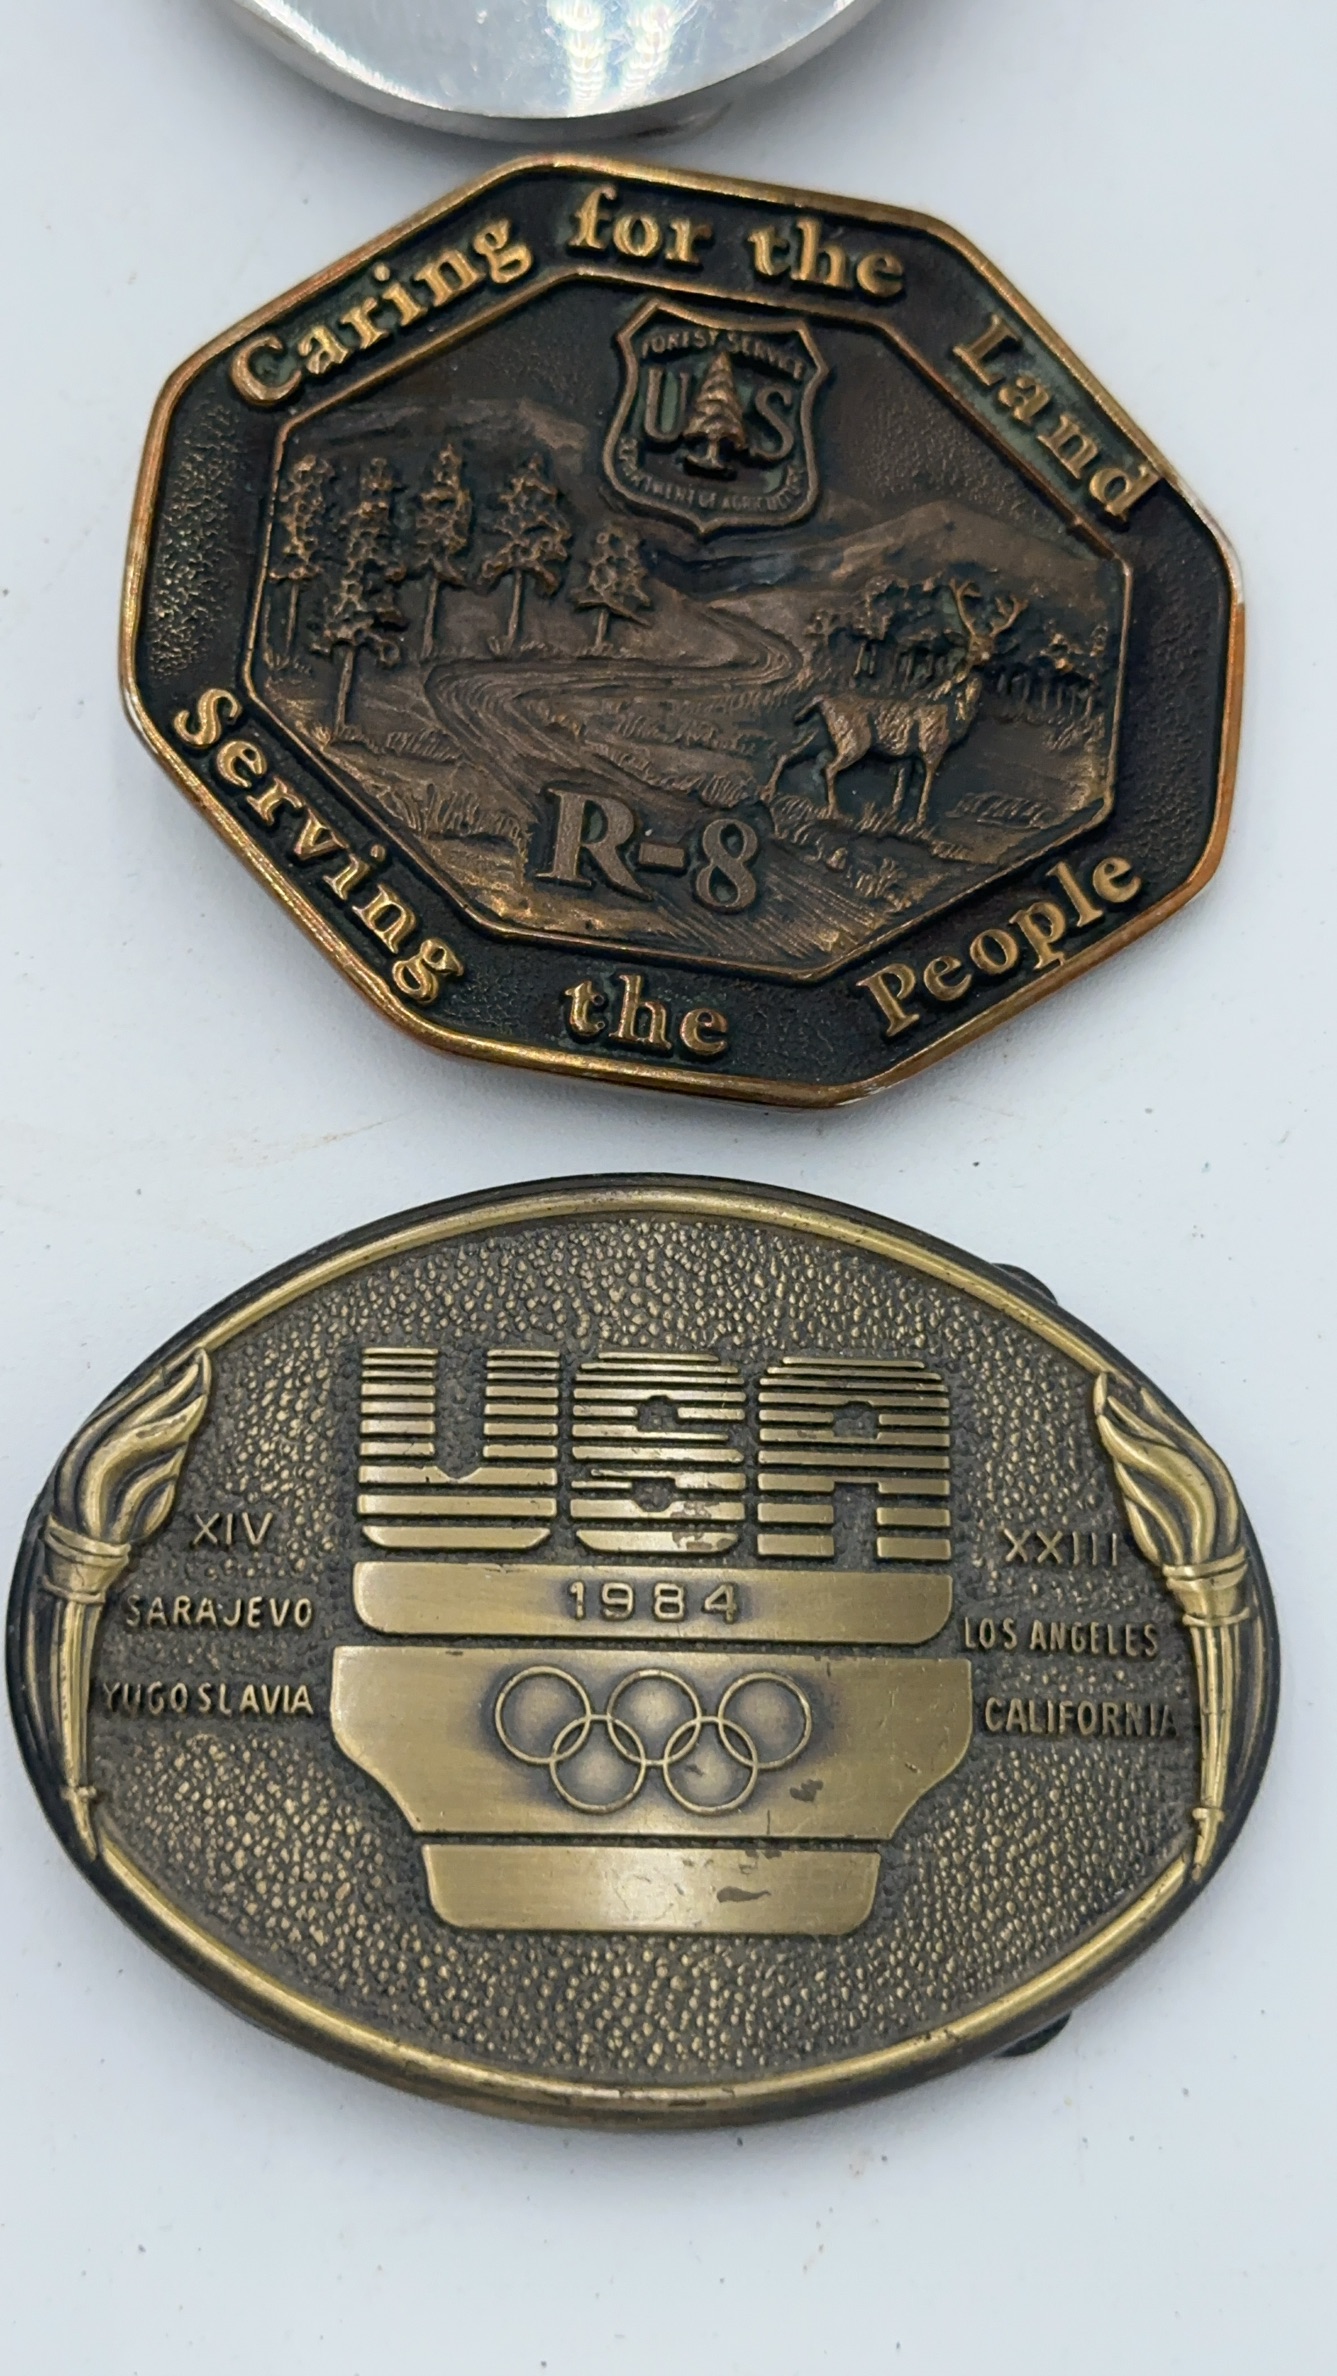 Caring for the Land
FOREST SERVICE
U S
DEPARTMENT OF AGRICULTURE
R-8
Serving the People
USA
1984
XIV
SARAJEVO
YUGOSLAVIA
XXIII
LOS ANGELES
CALIFORNIA